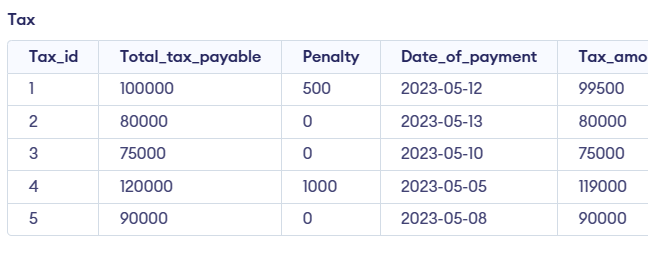 Tax
Tax_id Total_tax_payable Penalty Date_of_payment Tax_amo
1 100000 500 2023-05-12 99500
2 80000 0 2023-05-13 80000
3 75000 0 2023-05-10 75000
4 120000 1000 2023-05-05 119000
5 90000 0 2023-05-08 90000